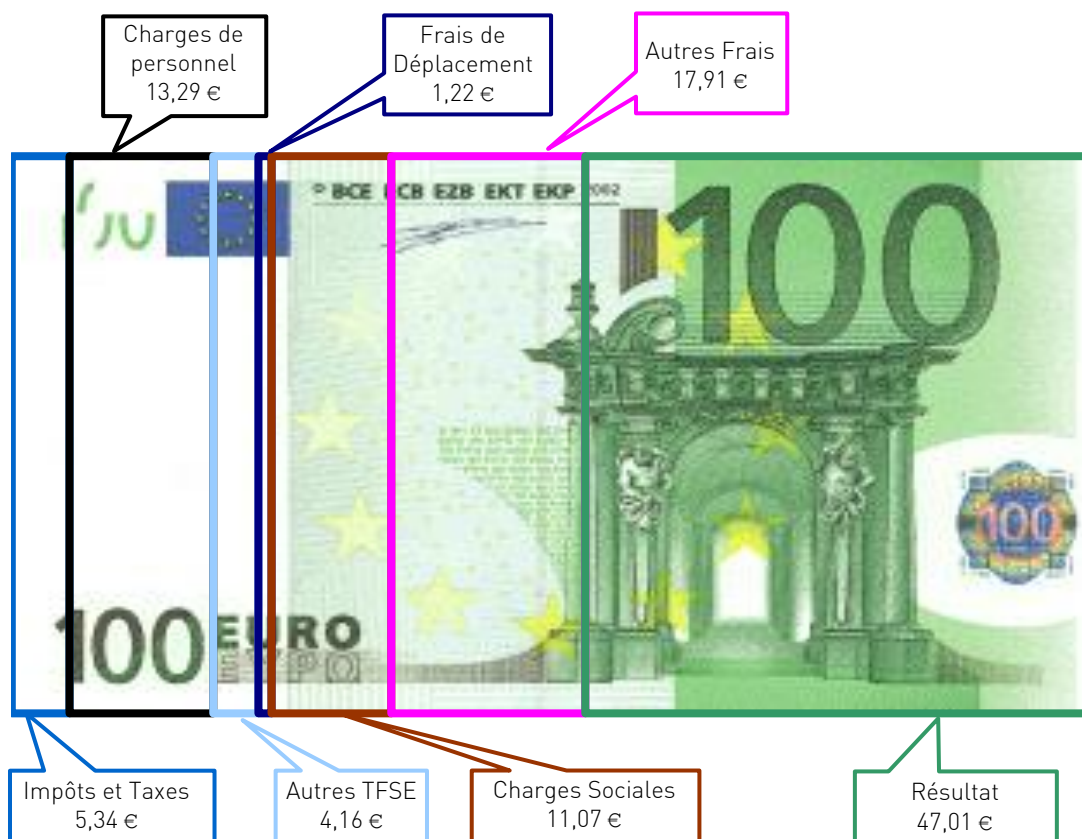 Charges de
personnel
13,29 €
Frais de
Déplacement
1,22 €
Autres Frais
17,91 €
© BCE ECB EZB EKT EKP 2002
100
100
100 EURO
ΕΥΡΩ
Impôts et Taxes
5,34 €
Autres TFSE
4,16 €
Charges Sociales
11,07 €
Résultat
47,01 €